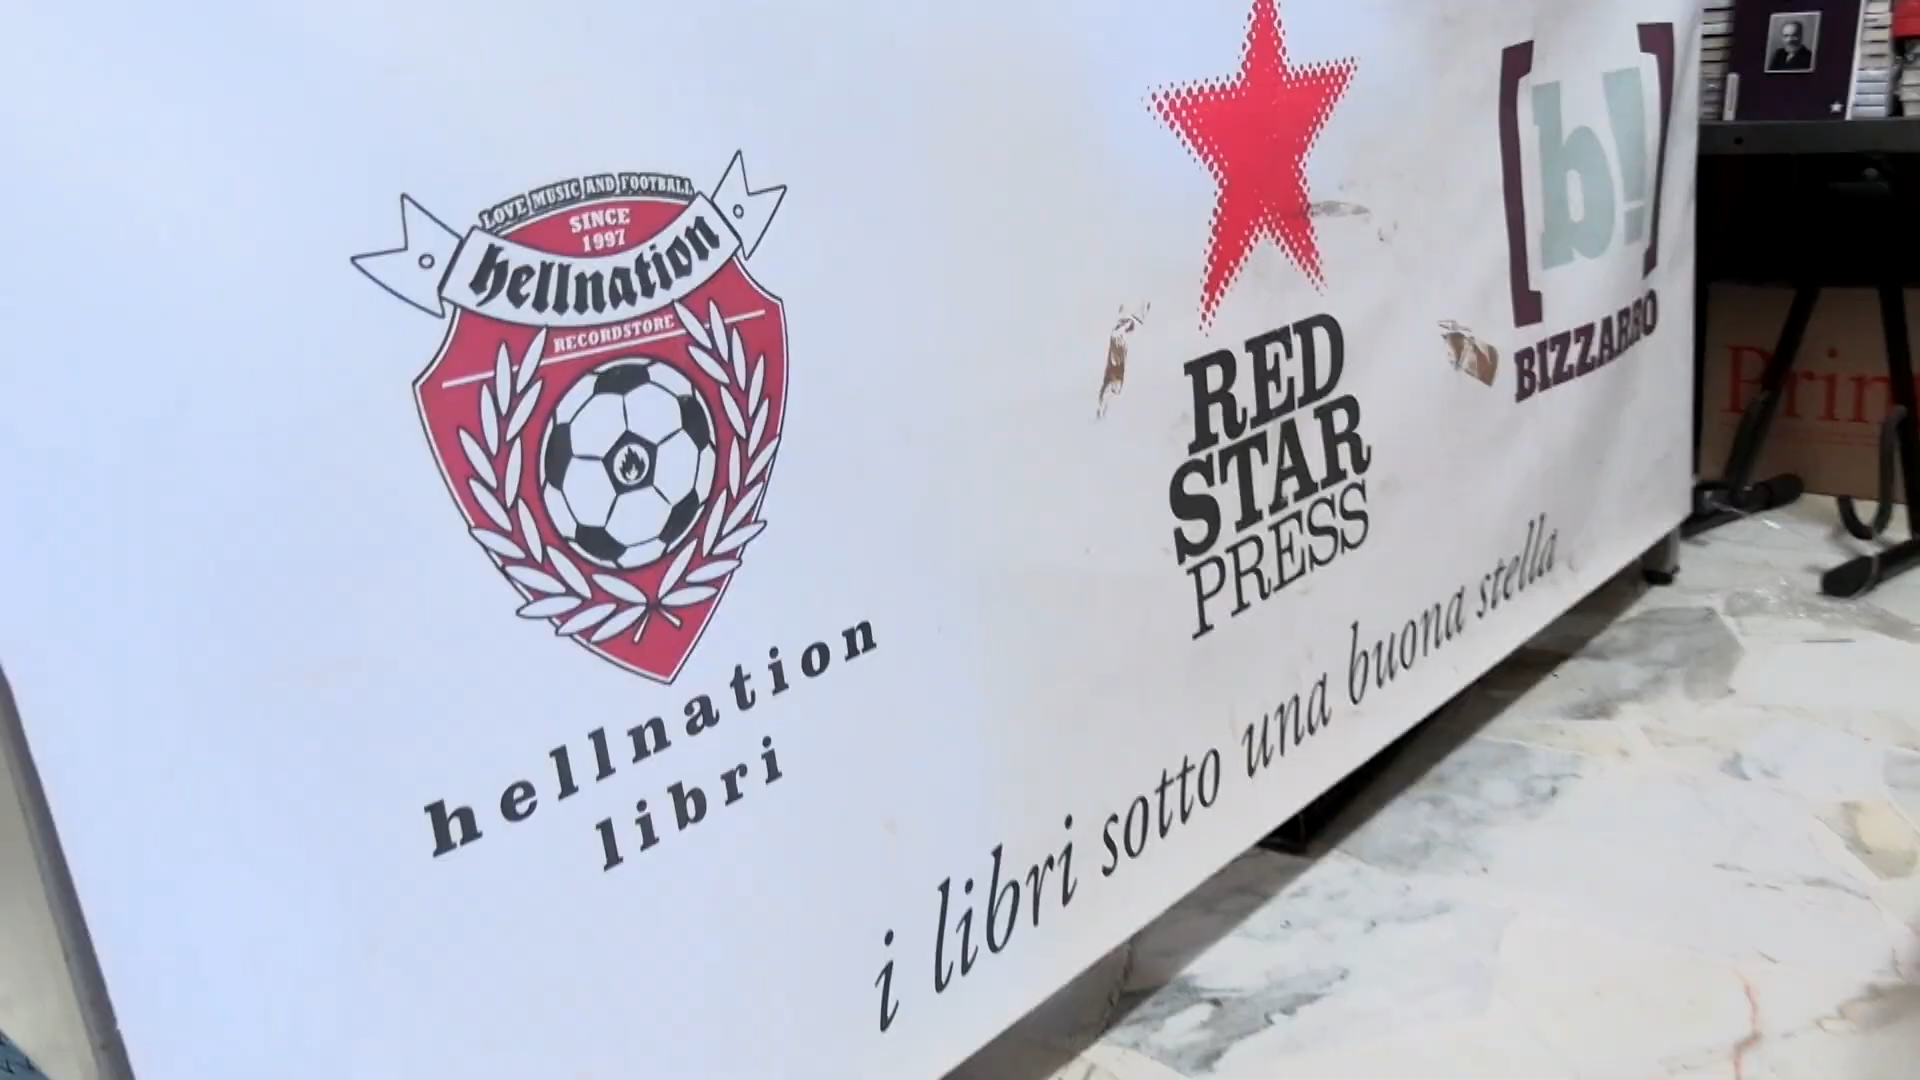 LOVE MUSIC AND FOOTBALL
SINCE
1997
hellnation
RECORDSTORE
hellnation
libri
RED
STAR
PRESS
[b!]
BIZZARRO
i libri sotto una buona stella
Prin